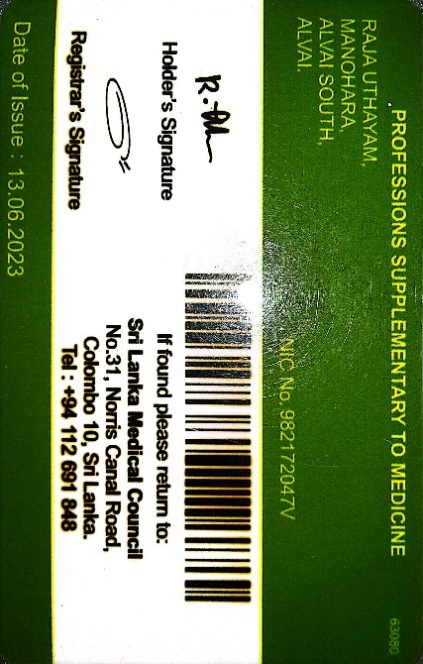 PROFESSIONS SUPPLEMENTARY TO MEDICINE
RAJA UTHAYAM,
MANOHARA,
ALVAI SOUTH,
ALVAI.
NIC No. 982172047V
63080
Holder's Signature
Registrar's Signature
If found please return to:
Sri Lanka Medical Council
No.31, Norris Canal Road,
Colombo 10, Sri Lanka.
Tel : +94 112 691 848
Date of Issue : 13.06.2023